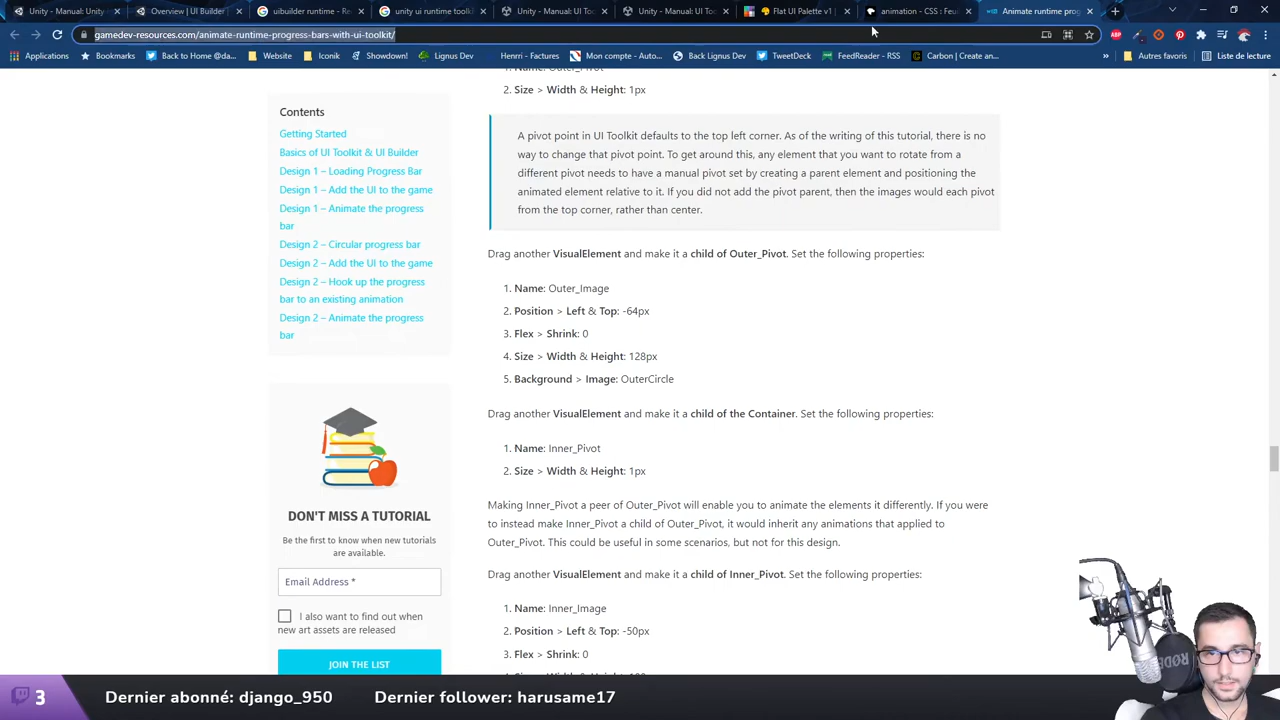 Unity - Manual: UI To
Overview | UI Builder
uibuilder runtime - Re
unity ui runtime toolk
Unity - Manual: UI To
Unity - Manual: UI To
Flat UI Palette v1 |
animation - CSS : Feu
Animate runtime prog
gamedev-resources.com/animate-runtime-progress-bars-with-ui-toolkit/
Applications
Bookmarks
Back to Home @da...
Website
Iconik
Showdown!
Lignus Dev
Henrri - Factures
Mon compte - Auto...
Back Lignus Dev
TweetDeck
FeedReader - RSS
Carbon | Create an...
»
Autres favoris
Liste de lecture
2. Size > Width & Height: 1px
Contents
Getting Started
Basics of UI Toolkit & UI Builder
Design 1 – Loading Progress Bar
Design 1 – Add the UI to the game
Design 1 – Animate the progress
bar
Design 2 – Circular progress bar
Design 2 – Add the UI to the game
Design 2 – Hook up the progress
bar to an existing animation
Design 2 – Animate the progress
bar
A pivot point in UI Toolkit defaults to the top left corner. As of the writing of this tutorial, there is no
way to change that pivot point. To get around this, any element that you want to rotate from a
different pivot needs to have a manual pivot set by creating a parent element and positioning the
animated element relative to it. If you did not add the pivot parent, then the images would each pivot
from the top corner, rather than center.
Drag another VisualElement and make it a child of Outer_Pivot. Set the following properties:
1. Name: Outer_Image
2. Position > Left & Top: -64px
3. Flex > Shrink: 0
4. Size > Width & Height: 128px
5. Background > Image: OuterCircle
Drag another VisualElement and make it a child of the Container. Set the following properties:
1. Name: Inner_Pivot
2. Size > Width & Height: 1px
Making Inner_Pivot a peer of Outer_Pivot will enable you to animate the elements it differently. If you were
to instead make Inner_Pivot a child of Outer_Pivot, it would inherit any animations that applied to
Outer_Pivot. This could be useful in some scenarios, but not for this design.
Drag another VisualElement and make it a child of Inner_Pivot. Set the following properties:
1. Name: Inner_Image
2. Position > Left & Top: -50px
3. Flex > Shrink: 0
DON'T MISS A TUTORIAL
Be the first to know when new tutorials
are available.
Email Address *
I also want to find out when
new art assets are released
JOIN THE LIST
RØDE
3
Dernier abonné: django_950
Dernier follower: harusame17